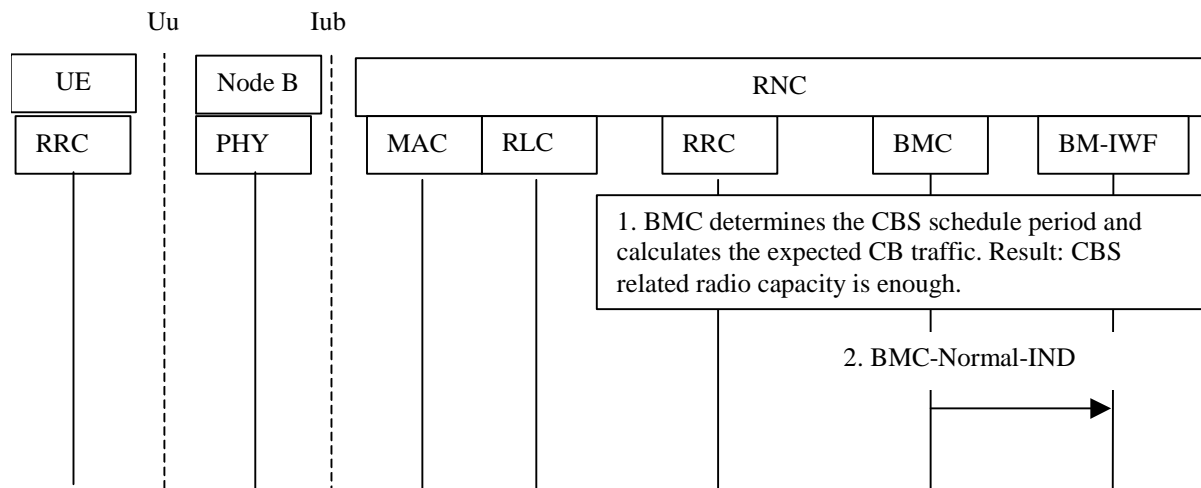 Uu
Iub
UE
Node B
RNC
RRC
PHY
MAC
RLC
RRC
BMC
BM-IWF
1. BMC determines the CBS schedule period and
calculates the expected CB traffic. Result: CBS
related radio capacity is enough.
2. BMC-Normal-IND